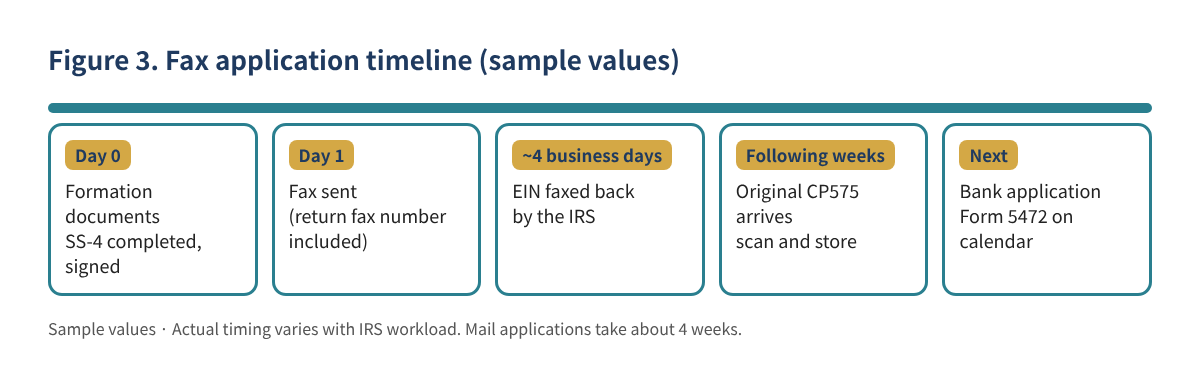 Figure 3. Fax application timeline (sample values)
Day 0
Formation
documents
SS-4 completed,
signed
Day 1
Fax sent
(return fax number
included)
~4 business days
EIN faxed back
by the IRS
Following weeks
Original CP575
arrives
scan and store
Next
Bank application
Form 5472 on
calendar
Sample values · Actual timing varies with IRS workload. Mail applications take about 4 weeks.